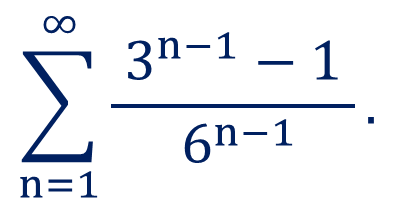 ∞
∑ 3ⁿ⁻¹ − 1 / 6ⁿ⁻¹ .
n=1